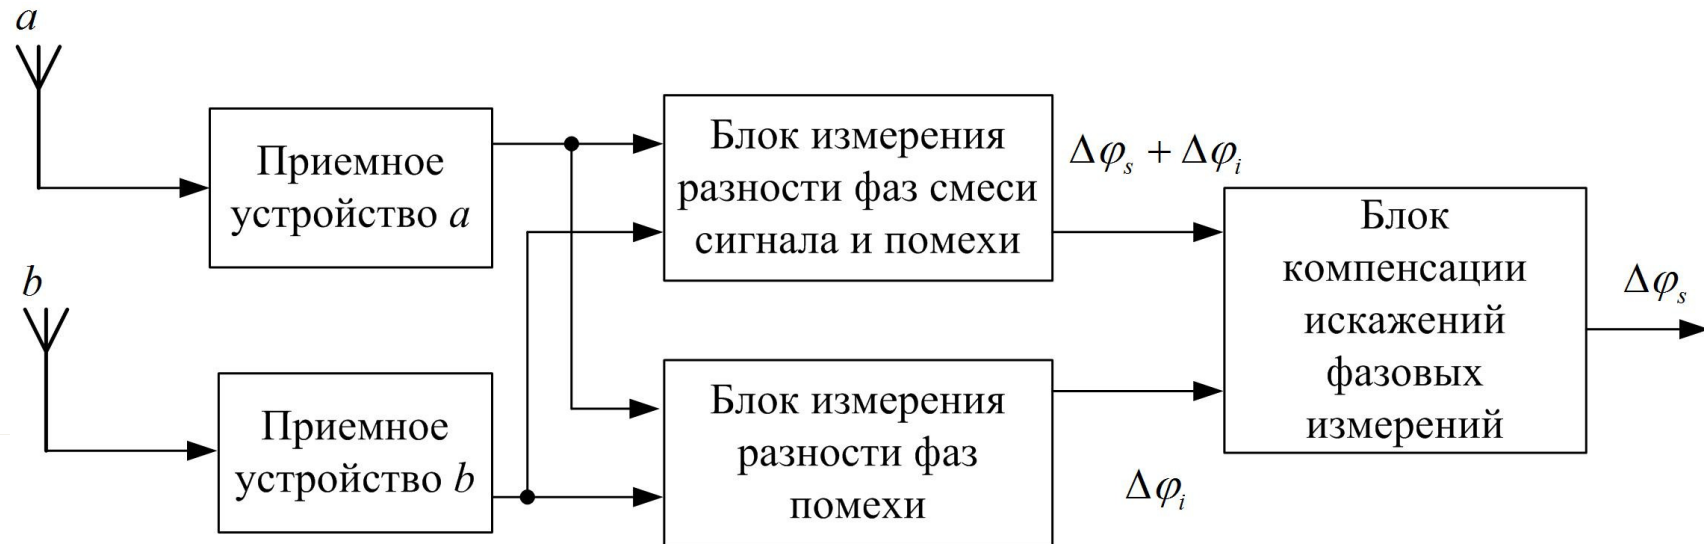 a
Приемное
устройство a
Блок измерения
разности фаз смеси
сигнала и помехи
Δφs + Δφi
b
Приемное
устройство b
Блок измерения
разности фаз
помехи
Δφi
Блок
компенсации
искажений
фазовых
измерений
Δφs